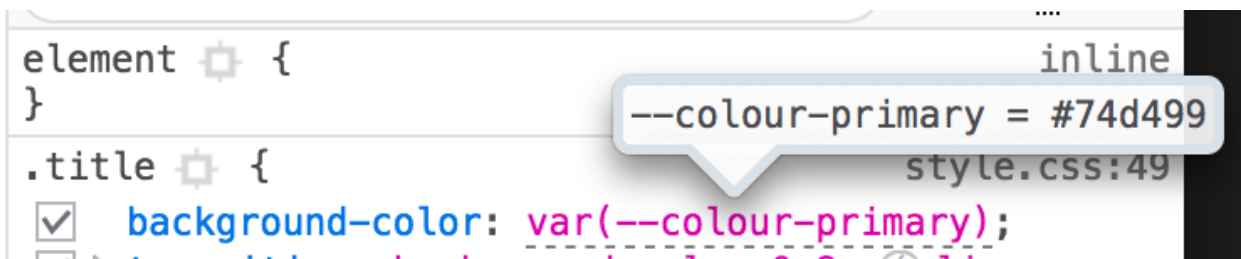 element {
inline
}
--colour-primary = #74d499
.title {
style.css:49
background-color: var(--colour-primary);